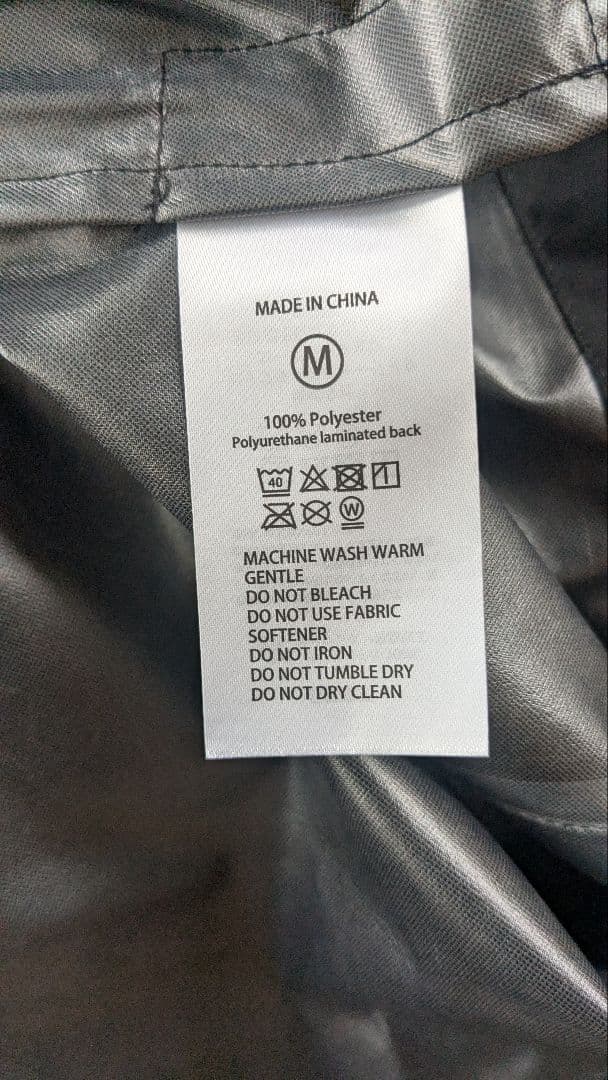 MADE IN CHINA
M
100% Polyester
Polyurethane laminated back
40
W
MACHINE WASH WARM
GENTLE
DO NOT BLEACH
DO NOT USE FABRIC
SOFTENER
DO NOT IRON
DO NOT TUMBLE DRY
DO NOT DRY CLEAN